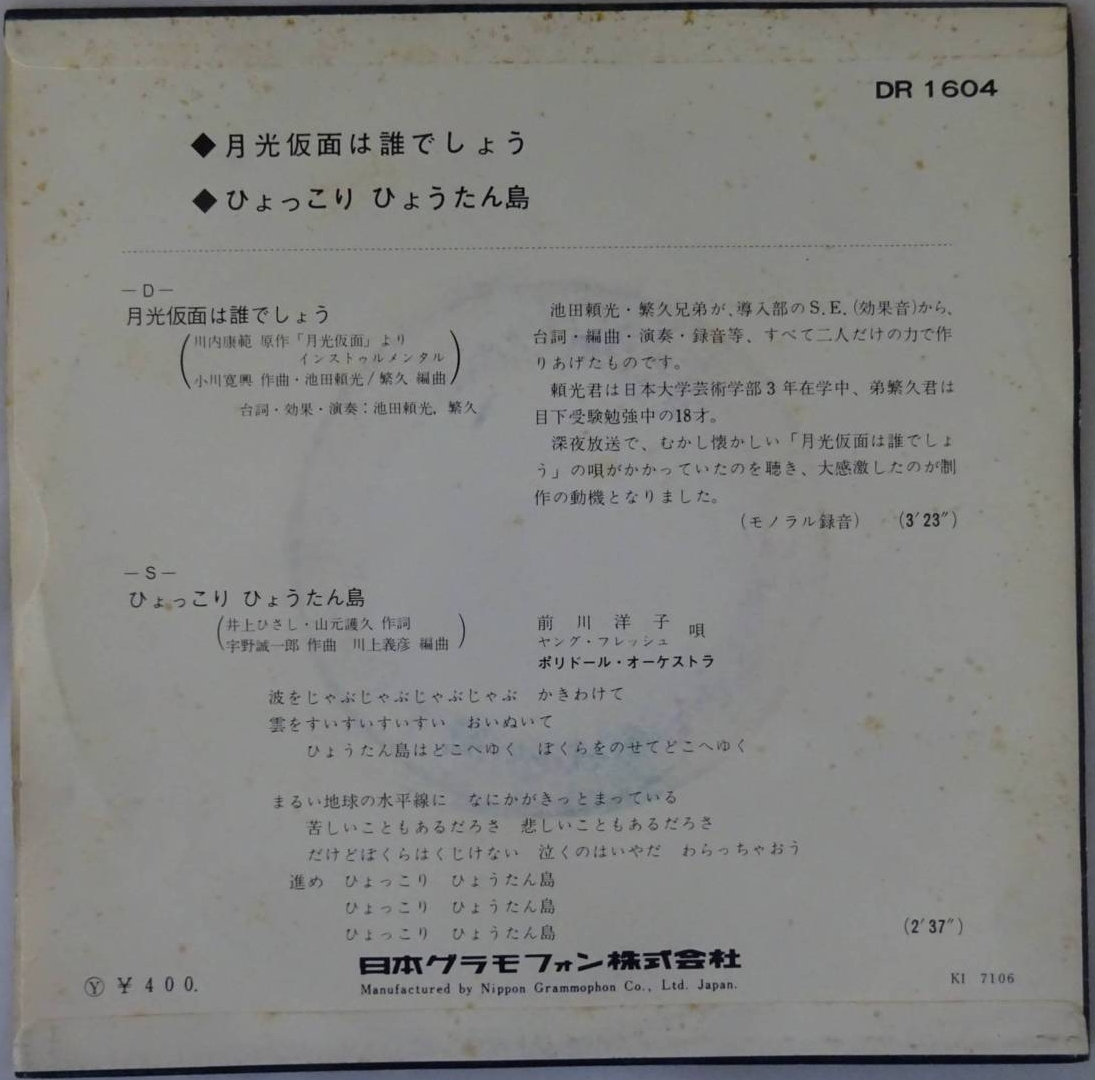 DR 1604
◆月光仮面は誰でしょう
◆ひょっこり ひょうたん島
—D—
月光仮面は誰でしょう
(川内康範 原作「月光仮面」より
インストゥルメンタル
小川寛興 作曲・池田頼光/繁久 編曲)
台詞・効果・演奏:池田頼光,繁久
池田頼光・繁久兄弟が、導入部のS.E.(効果音)から、
台詞・編曲・演奏・録音等、すべて二人だけの力で作
りあげたものです。
頼光君は日本大学芸術学部3年在学中、弟繁久君は
目下受験勉強中の18才。
深夜放送で、むかし懐かしい「月光仮面は誰でしょ
う」の唄がかかっていたのを聴き、大感激したのが制
作の動機となりました。
(モノラル録音) (3′23″)
—S—
ひょっこり ひょうたん島
(井上ひさし・山元護久 作詞
宇野誠一郎 作曲 川上義彦 編曲)
前川洋子 唄
ヤング・フレッシュ
ポリドール・オーケストラ
波をじゃぶじゃぶじゃぶじゃぶ かきわけて
雲をすいすいすいすい おいぬいて
ひょうたん島はどこへゆく ぼくらをのせてどこへゆく
まるい地球の水平線に なにかがきっとまっている
苦しいこともあるだろさ 悲しいこともあるだろさ
だけどぼくらはくじけない 泣くのはいやだ わらっちゃおう
進め ひょっこり ひょうたん島
ひょっこり ひょうたん島
ひょっこり ひょうたん島
(2′37″)
日本グラモフォン株式会社
Manufactured by Nippon Grammophon Co., Ltd. Japan.
Ⓨ ¥400.
KI 7106